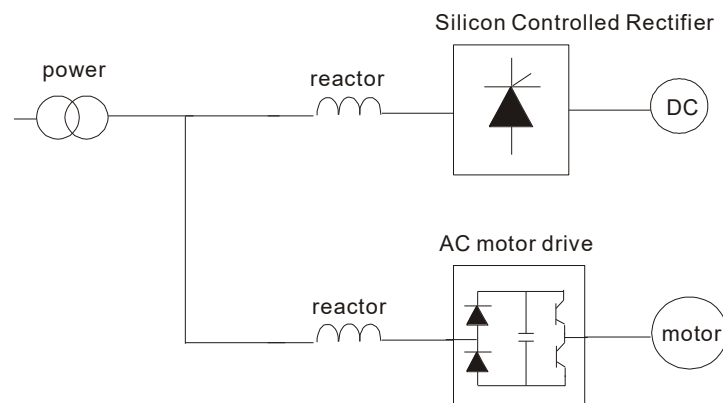 Silicon Controlled Rectifier
power
reactor
DC
AC motor drive
reactor
motor